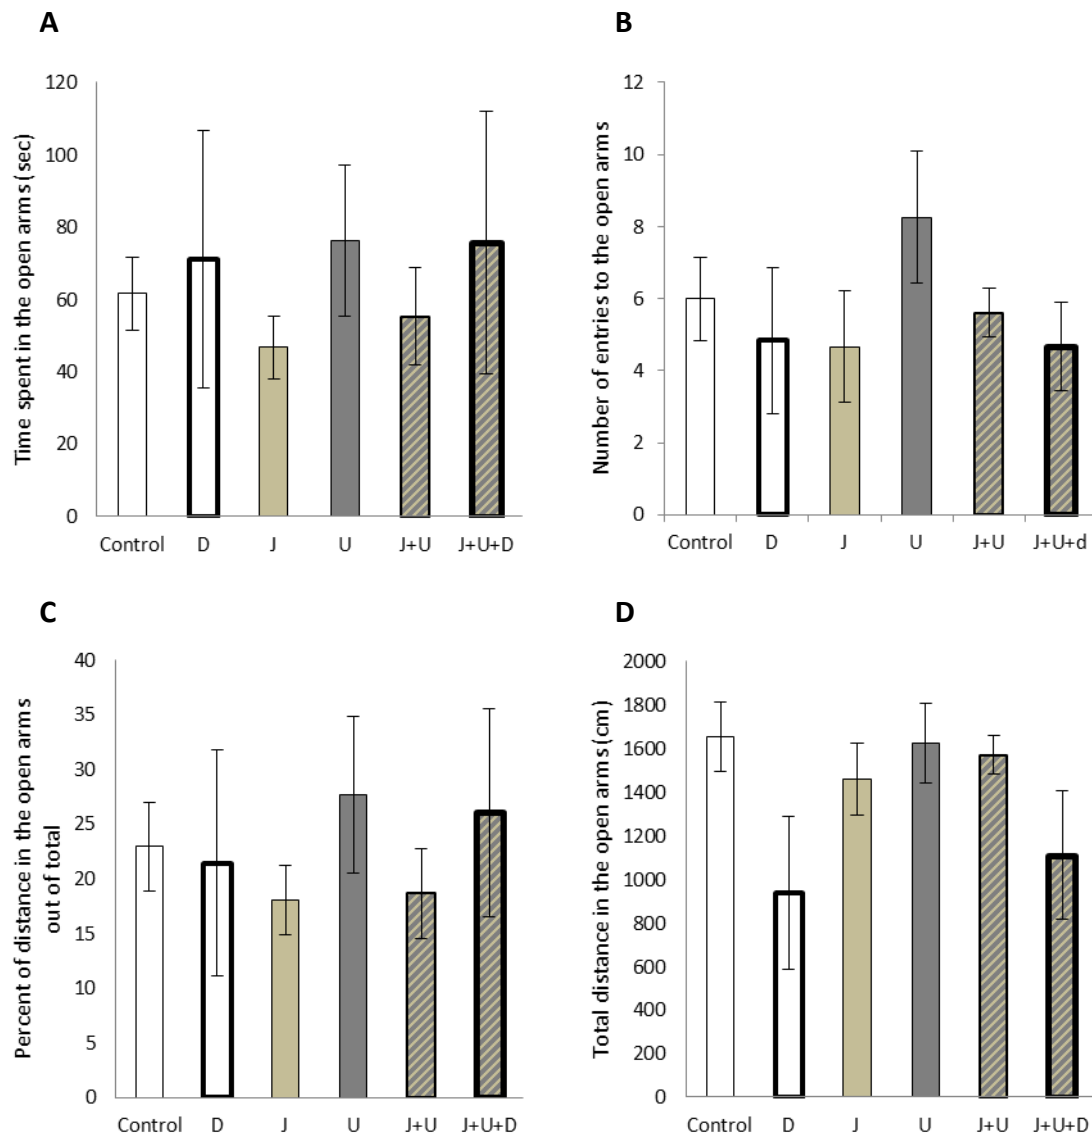 A
Time spent in the open arms (sec)
120
100
80
60
40
20
0
Control D J U J+U J+U+D
B
Number of entries to the open arms
12
10
8
6
4
2
0
Control D J U J+U J+U+d
C
Percent of distance in the open arms
out of total
40
35
30
25
20
15
10
5
0
Control D J U J+U J+U+D
D
Total distance in the open arms (cm)
2000
1800
1600
1400
1200
1000
800
600
400
200
0
Control D J U J+U J+U+D